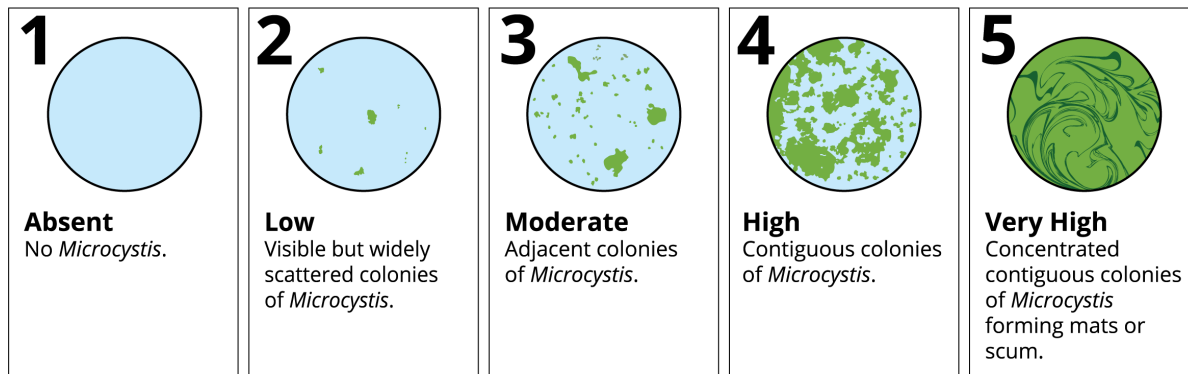 1
Absent
No Microcystis.
2
Low
Visible but widely
scattered colonies
of Microcystis.
3
Moderate
Adjacent colonies
of Microcystis.
4
High
Contiguous colonies
of Microcystis.
5
Very High
Concentrated
contiguous colonies
of Microcystis
forming mats or
scum.